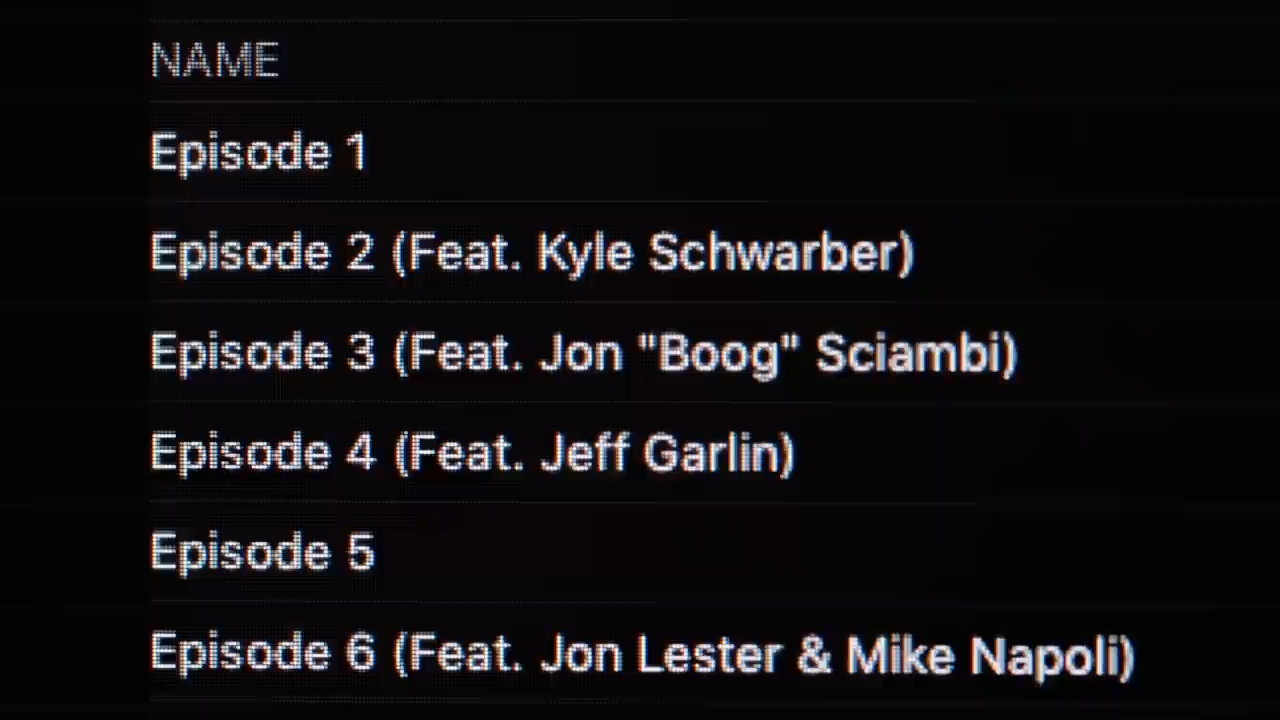 NAME
Episode 1
Episode 2 (Feat. Kyle Schwarber)
Episode 3 (Feat. Jon "Boog" Sciambi)
Episode 4 (Feat. Jeff Garlin)
Episode 5
Episode 6 (Feat. Jon Lester & Mike Napoli)